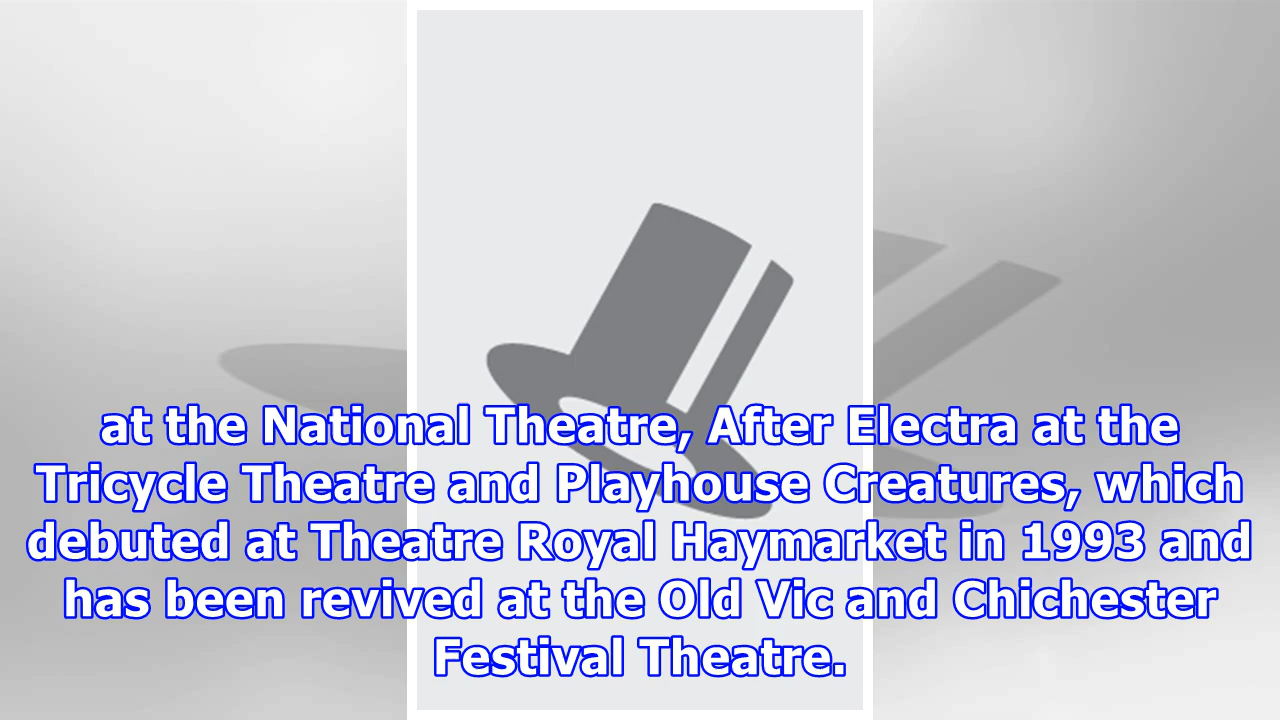 at the National Theatre, After Electra at the
Tricycle Theatre and Playhouse Creatures, which
debuted at Theatre Royal Haymarket in 1993 and
has been revived at the Old Vic and Chichester
Festival Theatre.